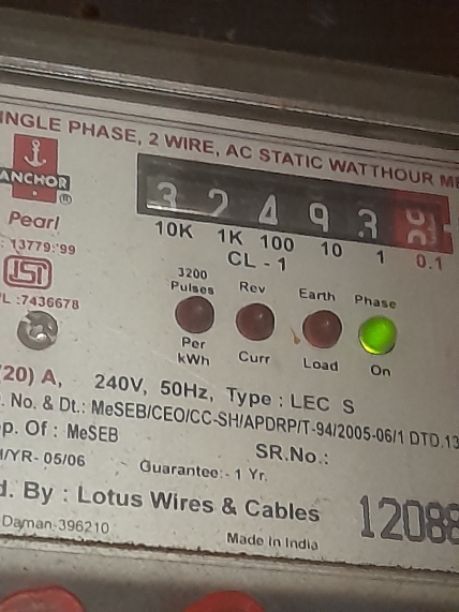 INGLE PHASE, 2 WIRE, AC STATIC WATTHOUR M
ANCHOR ®
Pearl
: 13779:'99
ISI
/L :7436678
3 2 4 9 3
10K 1K 100 10 1 0.1
CL - 1
3200 Pulses Per kWh
Rev Curr
Earth Load
Phase On
(20) A, 240V, 50Hz, Type : LEC S
. No. & Dt.: MeSEB/CEO/CC-SH/APDRP/T-94/2005-06/1 DTD.13
p. Of : MeSEB
SR.No.:
/YR- 05/06 Guarantee:- 1 Yr.
d. By : Lotus Wires & Cables
12088
Daman-396210 Made in India